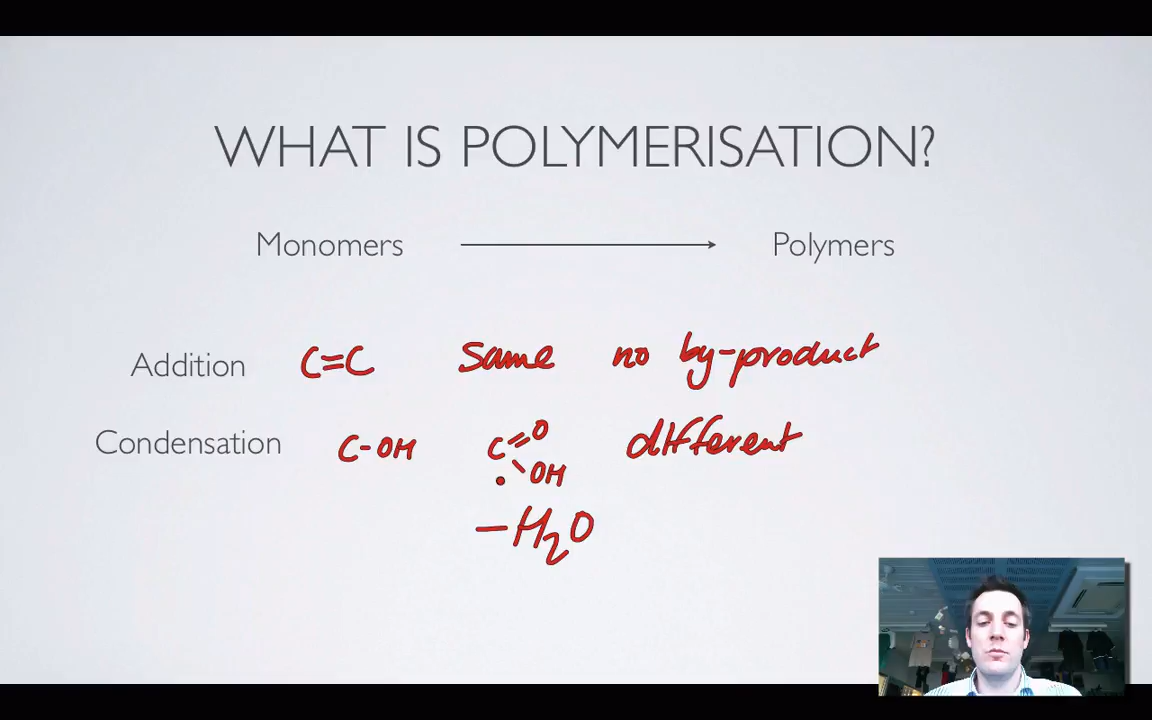 WHAT IS POLYMERISATION?
Monomers → Polymers
Addition C=C Same no by-product
Condensation C-OH C=O OH different
-H₂O